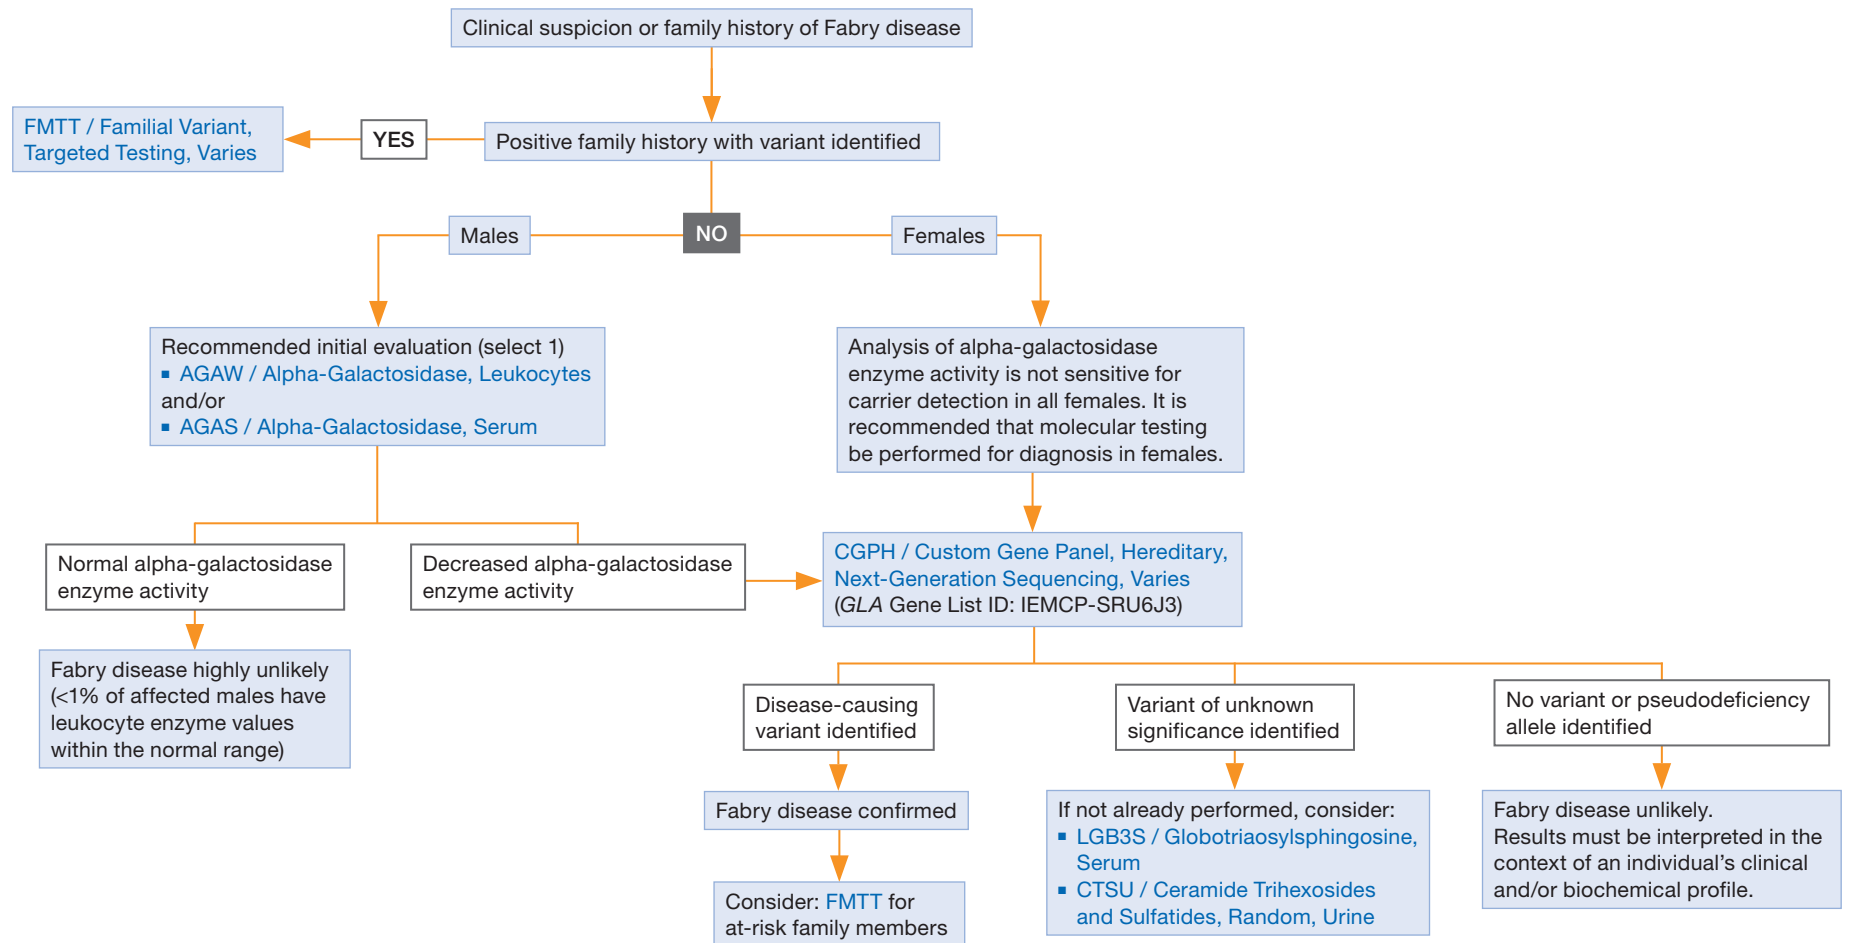 Clinical suspicion or family history of Fabry disease
FMTT / Familial Variant,
Targeted Testing, Varies
YES
Positive family history with variant identified
Males
NO
Females
Recommended initial evaluation (select 1)
▪ AGAW / Alpha-Galactosidase, Leukocytes
and/or
▪ AGAS / Alpha-Galactosidase, Serum
Analysis of alpha-galactosidase
enzyme activity is not sensitive for
carrier detection in all females. It is
recommended that molecular testing
be performed for diagnosis in females.
Normal alpha-galactosidase
enzyme activity
Decreased alpha-galactosidase
enzyme activity
CGPH / Custom Gene Panel, Hereditary,
Next-Generation Sequencing, Varies
(GLA Gene List ID: IEMCP-SRU6J3)
Fabry disease highly unlikely
(<1% of affected males have
leukocyte enzyme values
within the normal range)
Disease-causing
variant identified
Variant of unknown
significance identified
No variant or pseudodeficiency
allele identified
Fabry disease confirmed
If not already performed, consider:
▪ LGB3S / Globotriaosylsphingosine,
Serum
▪ CTSU / Ceramide Trihexosides
and Sulfatides, Random, Urine
Fabry disease unlikely.
Results must be interpreted in the
context of an individual's clinical
and/or biochemical profile.
Consider: FMTT for
at-risk family members